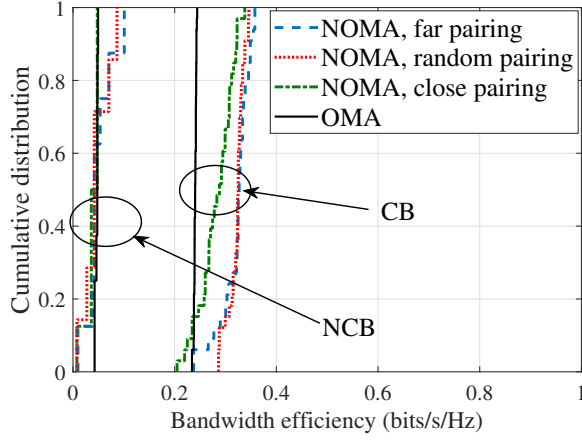 NOMA, far pairing
NOMA, random pairing
NOMA, close pairing
OMA
CB
NCB
Cumulative distribution
1
0.8
0.6
0.4
0.2
0
0
0.2
0.4
0.6
0.8
1
Bandwidth efficiency (bits/s/Hz)